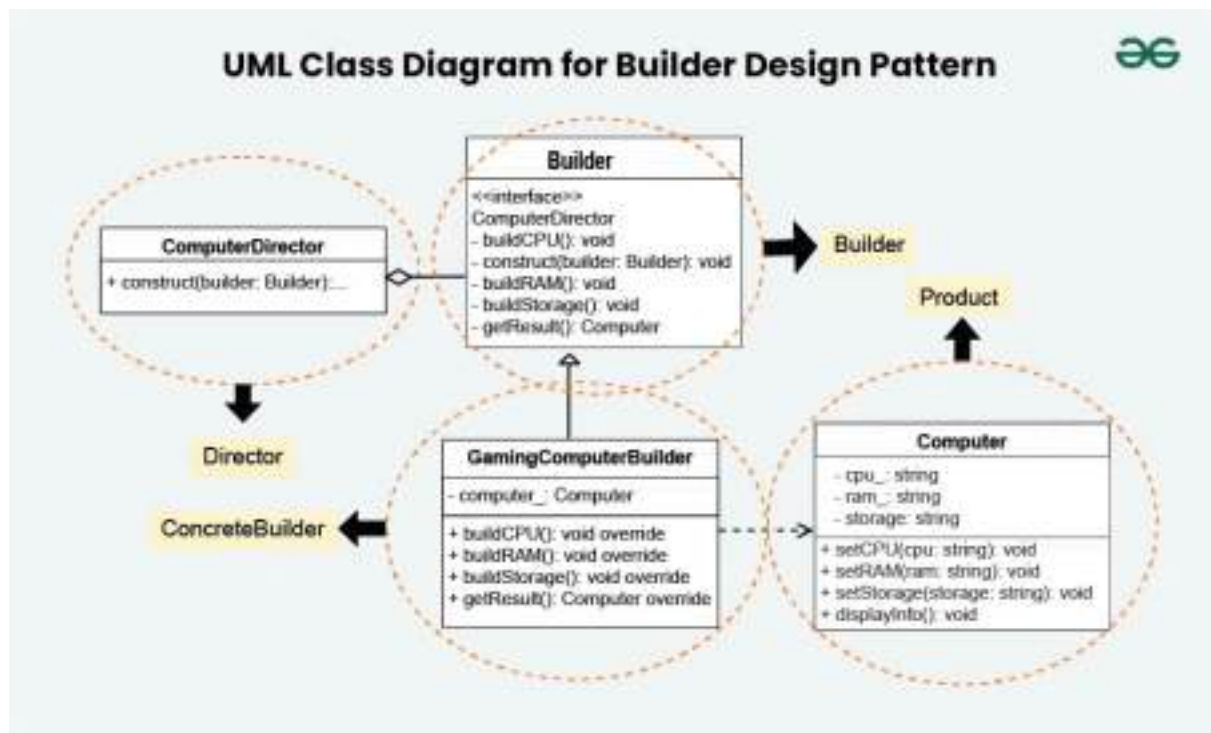 UML Class Diagram for Builder Design Pattern
Builder
<<interface>>
ComputerDirector
- buildCPU(): void
- construct(builder: Builder): void
- buildRAM(): void
- buildStorage(): void
- getResult(): Computer
ComputerDirector
+ construct(builder: Builder):...
Builder
Product
Director
ConcreteBuilder
GamingComputerBuilder
- computer_: Computer
+ buildCPU(): void override
+ buildRAM(): void override
+ buildStorage(): void override
+ getResult(): Computer override
Computer
- cpu_: string
- ram_: string
- storage: string
+ setCPU(cpu: string): void
+ setRAM(ram: string): void
+ setStorage(storage: string): void
+ displayInfo(): void